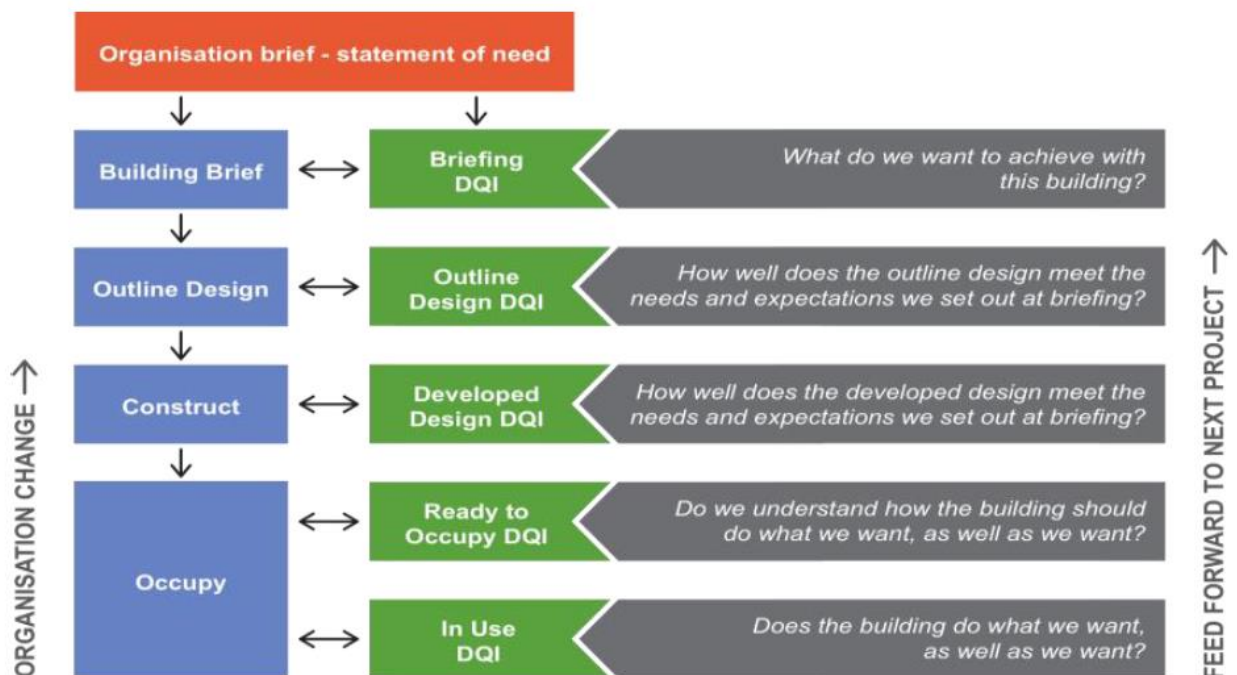 Organisation brief - statement of need
Building Brief
Briefing
DQI
What do we want to achieve with
this building?
Outline Design
Outline
Design DQI
How well does the outline design meet the
needs and expectations we set out at briefing?
Construct
Developed
Design DQI
How well does the developed design meet the
needs and expectations we set out at briefing?
Occupy
Ready to
Occupy DQI
Do we understand how the building should
do what we want, as well as we want?
In Use
DQI
Does the building do what we want,
as well as we want?
ORGANISATION CHANGE
FEED FORWARD TO NEXT PROJECT